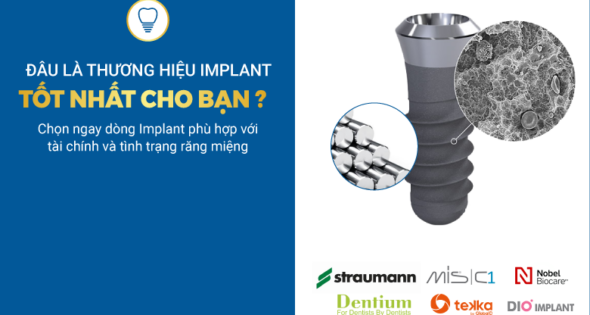 ĐÂU LÀ THƯƠNG HIỆU IMPLANT
TỐT NHẤT CHO BẠN ?
Chọn ngay dòng Implant phù hợp với
tài chính và tình trạng răng miệng
straumann
MIS | C1
Nobel
Biocare
Dentium
For Dentists By Dentists
tekka
DIO IMPLANT